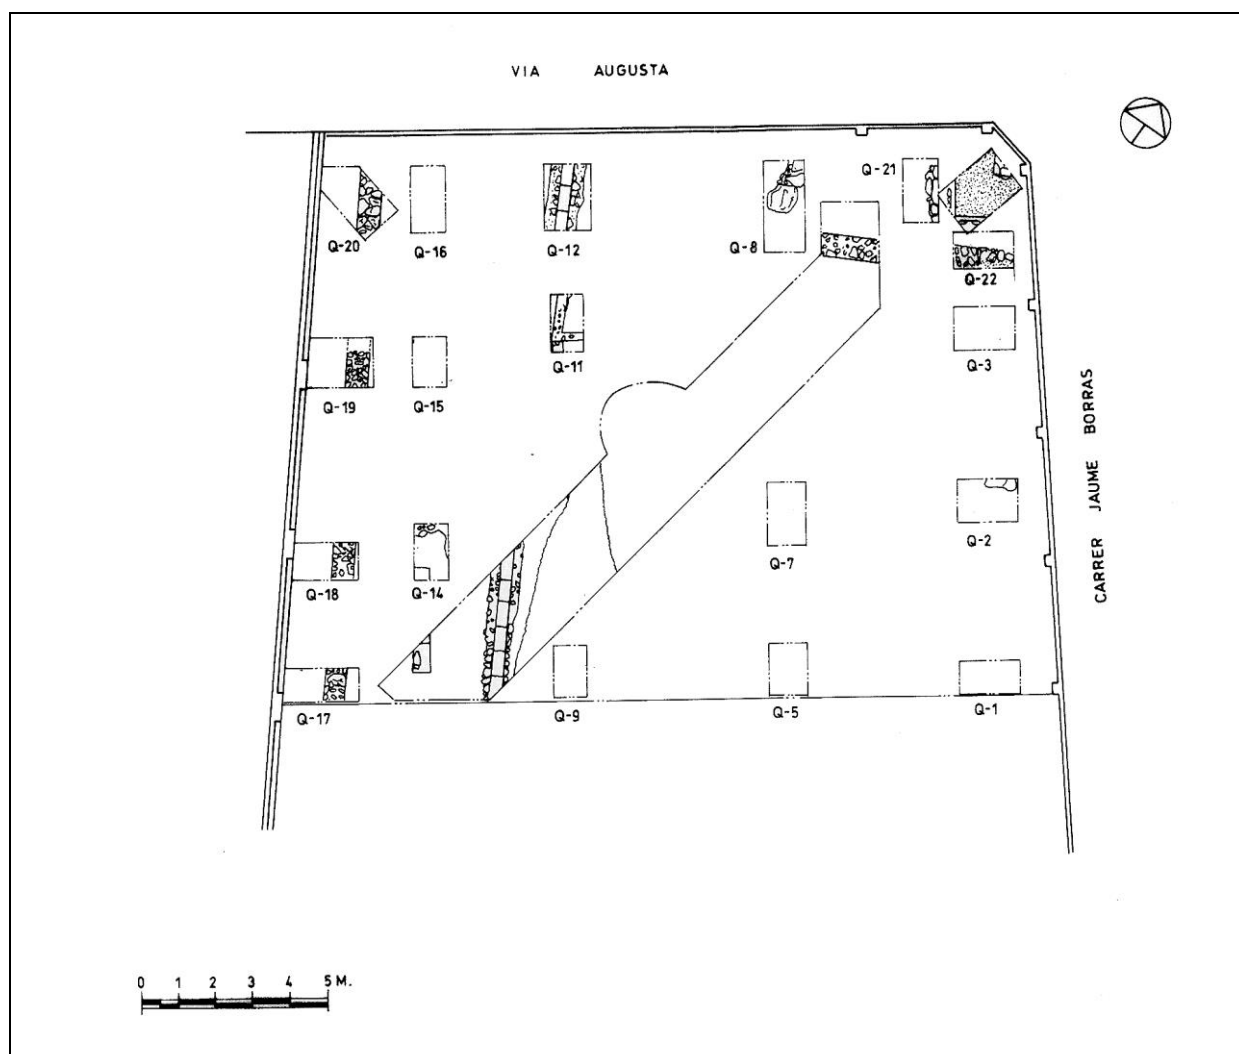 VIA AUGUSTA
Q-21
Q-20
Q-16
Q-12
Q-8
Q-22
Q-11
Q-3
Q-19
Q-15
CARRER JAUME BORRAS
Q-2
Q-7
Q-18
Q-14
Q-17
Q-9
Q-5
Q-1
0 1 2 3 4 5 M.